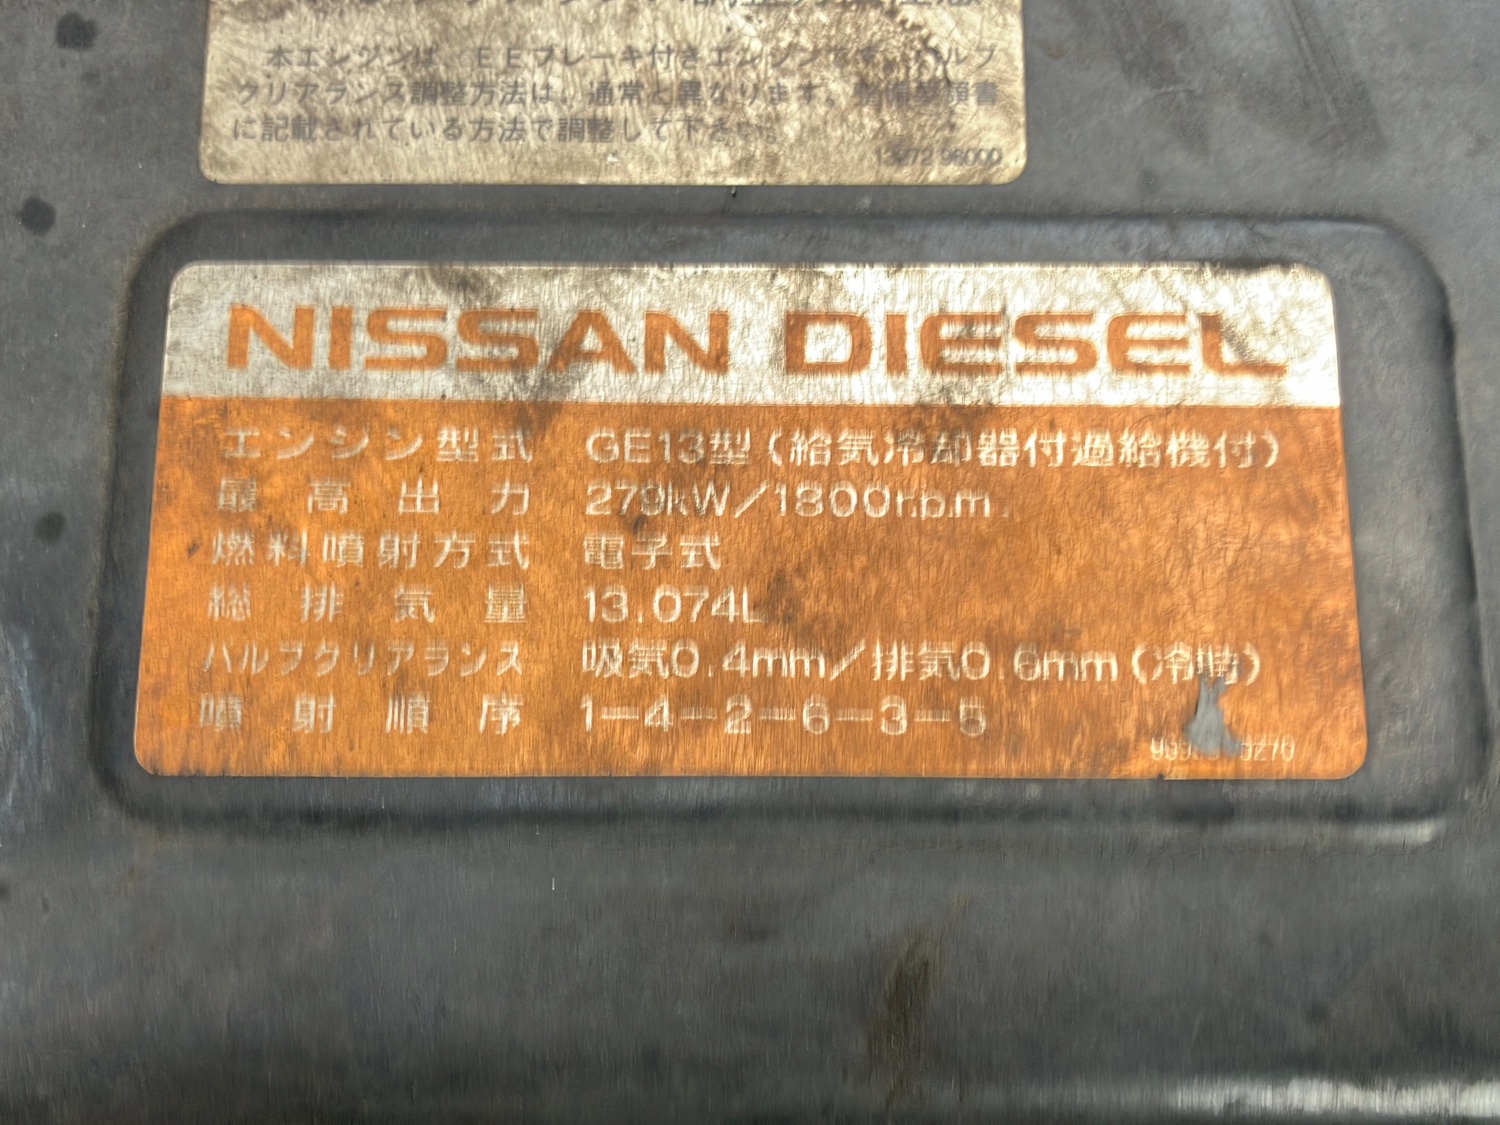 本エンジンは、EEブレーキ付きエンジンです。バルブ
クリアランス調整方法は、通常と異なります。整備要領書
に記載されている方法で調整して下さい。
13272 96000
NISSAN DIESEL
エンジン型式 GE13型(給気冷却器付過給機付)
最高出力 279kW/1800r.p.m.
燃料噴射方式 電子式
総排気量 13.074L
バルブクリアランス 吸気0.4mm/排気0.6mm(冷時)
噴射順序 1-4-2-6-3-5